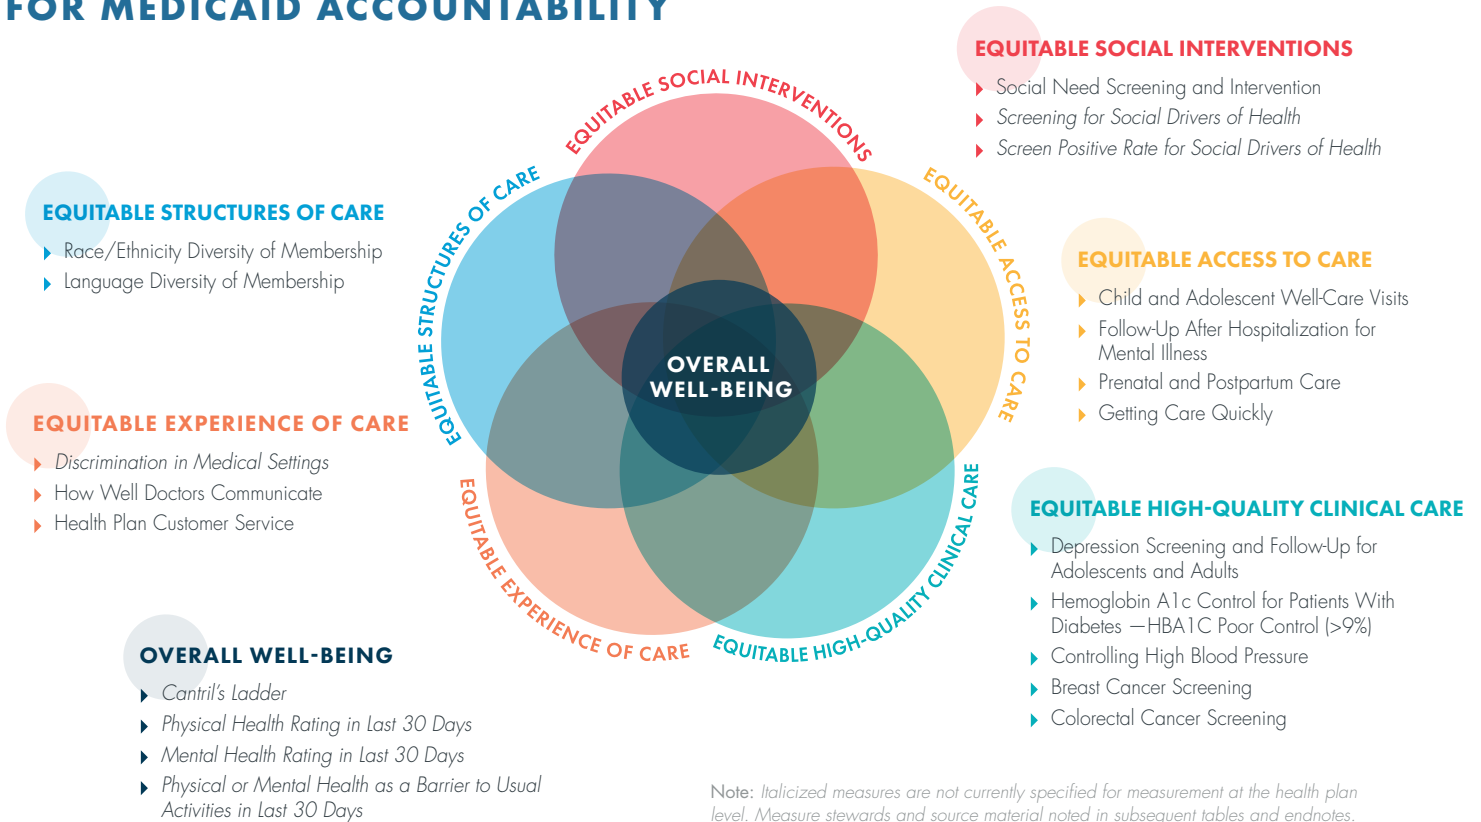 FOR MEDICAID ACCOUNTABILITY
EQUITABLE SOCIAL INTERVENTIONS
Social Need Screening and Intervention
Screening for Social Drivers of Health
Screen Positive Rate for Social Drivers of Health
EQUITABLE STRUCTURES OF CARE
Race/Ethnicity Diversity of Membership
Language Diversity of Membership
EQUITABLE ACCESS TO CARE
Child and Adolescent Well-Care Visits
Follow-Up After Hospitalization for
Mental Illness
Prenatal and Postpartum Care
Getting Care Quickly
EQUITABLE SOCIAL INTERVENTIONS
EQUITABLE STRUCTURES OF CARE
EQUITABLE ACCESS TO CARE
OVERALL
WELL-BEING
EQUITABLE EXPERIENCE OF CARE
EQUITABLE HIGH-QUALITY CLINICAL CARE
EQUITABLE EXPERIENCE OF CARE
Discrimination in Medical Settings
How Well Doctors Communicate
Health Plan Customer Service
EQUITABLE HIGH-QUALITY CLINICAL CARE
Depression Screening and Follow-Up for
Adolescents and Adults
Hemoglobin A1c Control for Patients With
Diabetes —HBA1C Poor Control (>9%)
Controlling High Blood Pressure
Breast Cancer Screening
Colorectal Cancer Screening
OVERALL WELL-BEING
Cantril's Ladder
Physical Health Rating in Last 30 Days
Mental Health Rating in Last 30 Days
Physical or Mental Health as a Barrier to Usual
Activities in Last 30 Days
Note: Italicized measures are not currently specified for measurement at the health plan
level. Measure stewards and source material noted in subsequent tables and endnotes.